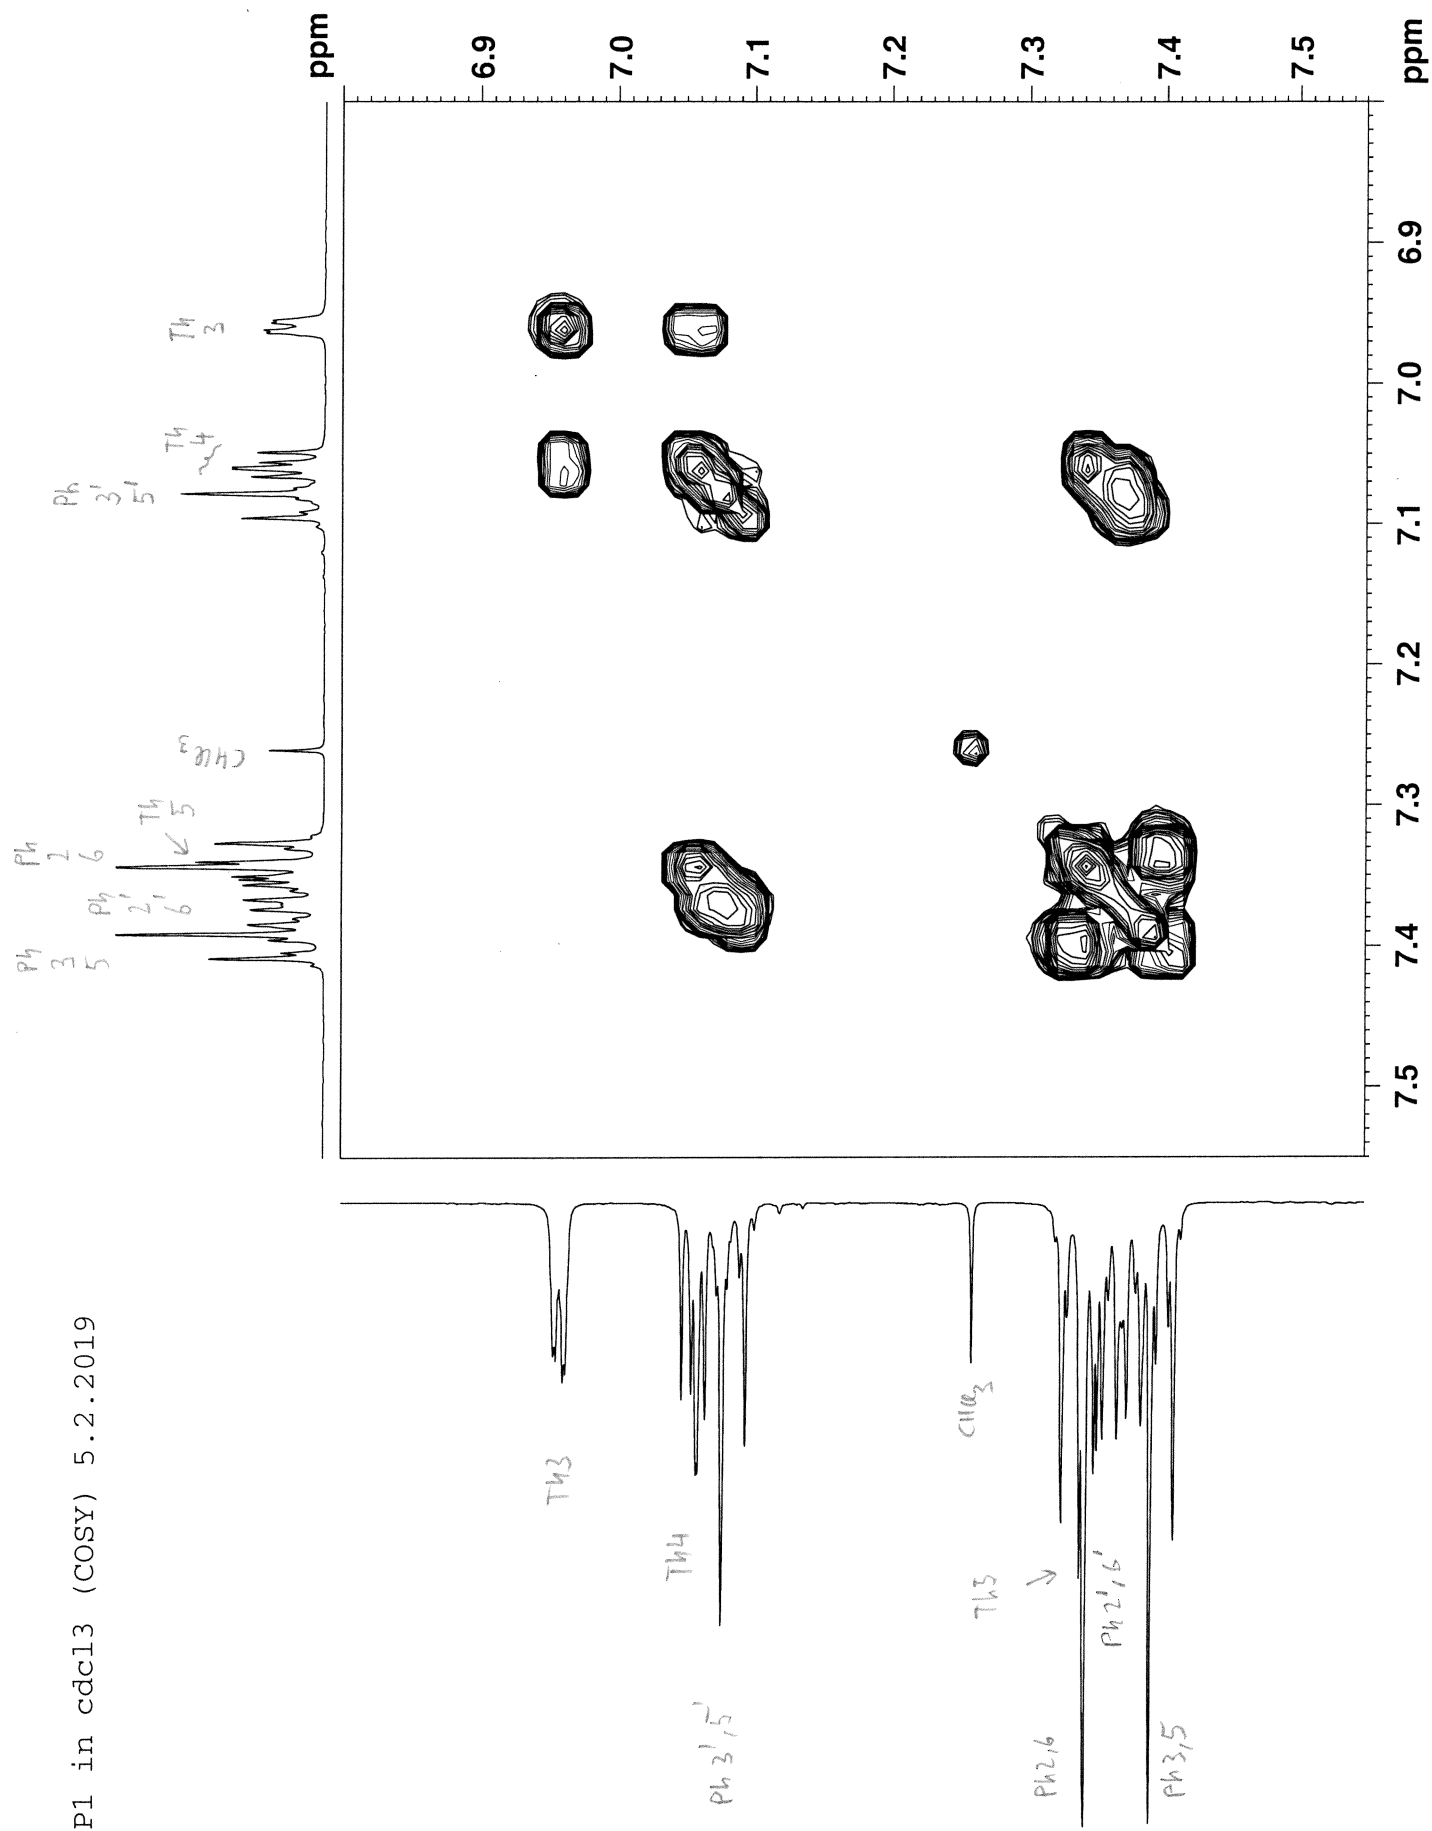 P1 in cdcl3 (COSY) 5.2.2019
Ph
3
5
Ph
2'
6'
Ph
2
6
Th
5
CHCl3
Ph
3'
5'
Th
4
Th
3
ppm
6.9
7.0
7.1
7.2
7.3
7.4
7.5
ppm
6.9
7.0
7.1
7.2
7.3
7.4
7.5
Th3
Th4
Ph 3',5'
CHCl3
Th5
Ph2,6
Ph2',6'
Ph3,5